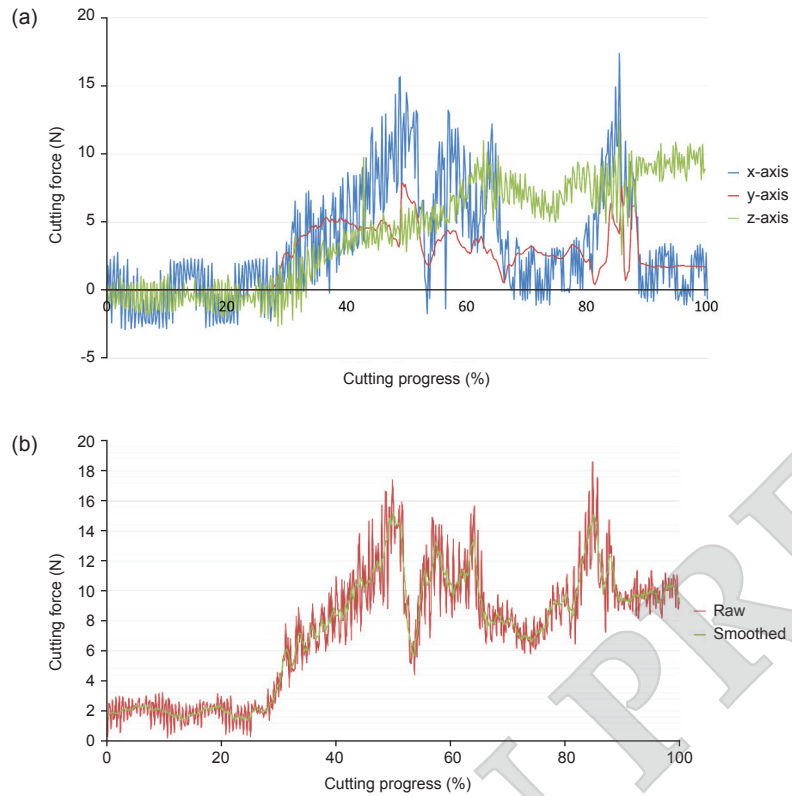 (a)
20
15
10
5
0
-5
Cutting force (N)
20 40 60 80 100
Cutting progress (%)
x-axis
y-axis
z-axis
(b)
20
18
16
14
12
10
8
6
4
2
0
Cutting force (N)
0 20 40 60 80 100
Cutting progress (%)
Raw
Smoothed